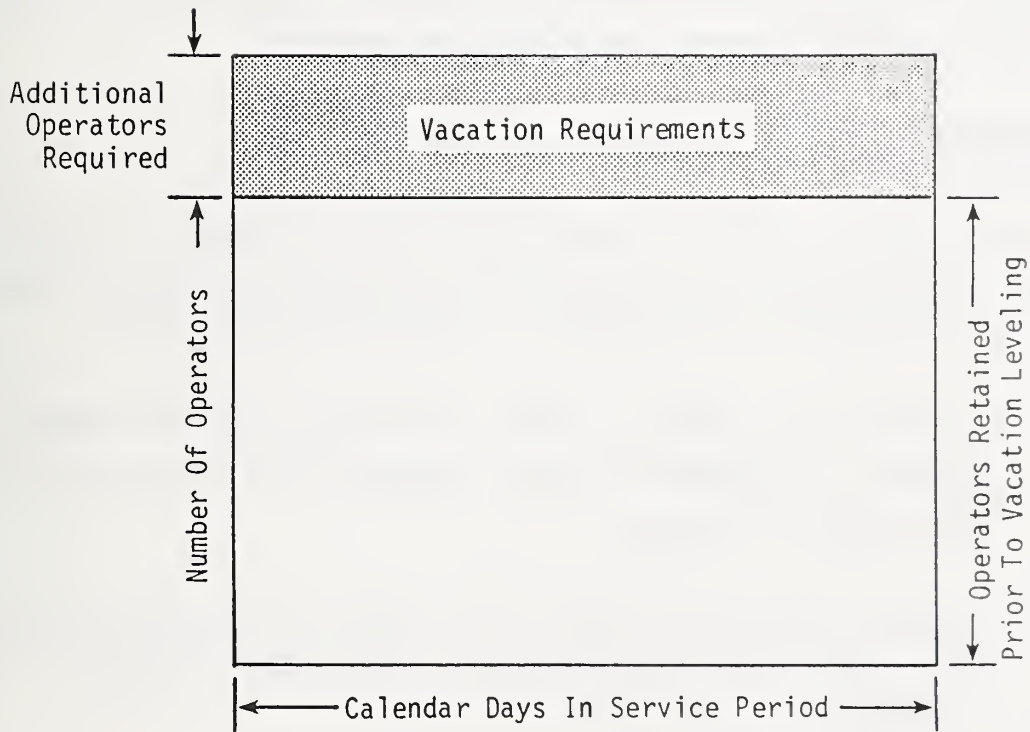 Additional
Operators
Required
Vacation Requirements
Number Of Operators
Operators Retained
Prior To Vacation Leveling
Calendar Days In Service Period